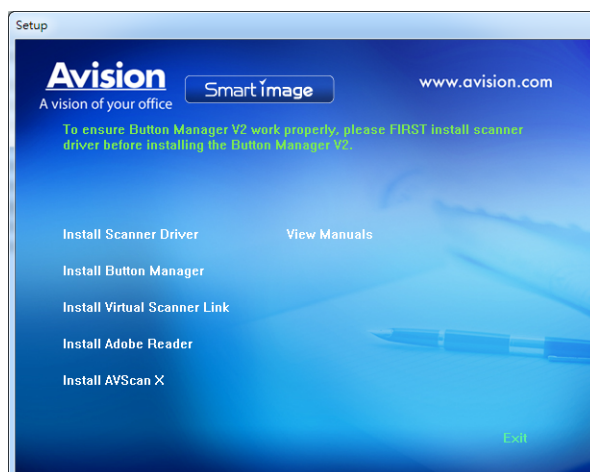 Setup
Avision
A vision of your office
Smart image
www.avision.com
To ensure Button Manager V2 work properly, please FIRST install scanner
driver before installing the Button Manager V2.
Install Scanner Driver
View Manuals
Install Button Manager
Install Virtual Scanner Link
Install Adobe Reader
Install AVScan X
Exit